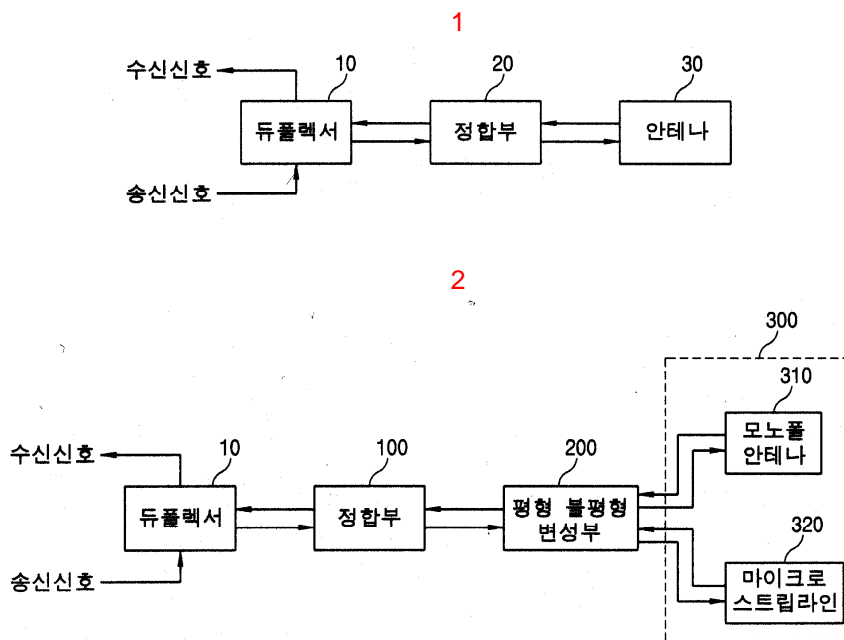 1
10
20
30
수신신호
듀플렉서
정합부
안테나
송신신호
2
300
310
모노폴
안테나
수신신호
10
100
200
듀플렉서
정합부
평형 불평형
변성부
320
송신신호
마이크로
스트립라인